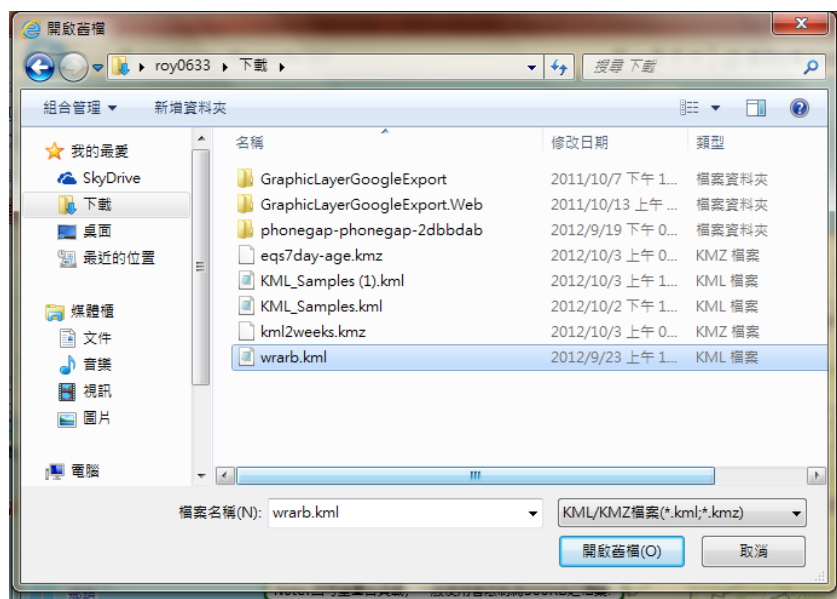 開啟舊檔
roy0633 下載 搜尋 下載
組合管理 新增資料夾
名稱 修改日期 類型
我的最愛
SkyDrive
下載
桌面
最近的位置
媒體櫃
文件
音樂
視訊
圖片
電腦
GraphicLayerGoogleExport 2011/10/7 下午 1... 檔案資料夾
GraphicLayerGoogleExport.Web 2011/10/13 上午 ... 檔案資料夾
phonegap-phonegap-2dbbdab 2012/9/19 下午 0... 檔案資料夾
eqs7day-age.kmz 2012/10/3 上午 0... KMZ 檔案
KML_Samples (1).kml 2012/10/3 上午 1... KML 檔案
KML_Samples.kml 2012/10/2 下午 1... KML 檔案
kml2weeks.kmz 2012/10/3 上午 0... KMZ 檔案
wrarb.kml 2012/9/23 上午 1... KML 檔案
檔案名稱(N): wrarb.kml KML/KMZ檔案(*.kml;*.kmz)
開啟舊檔(O) 取消